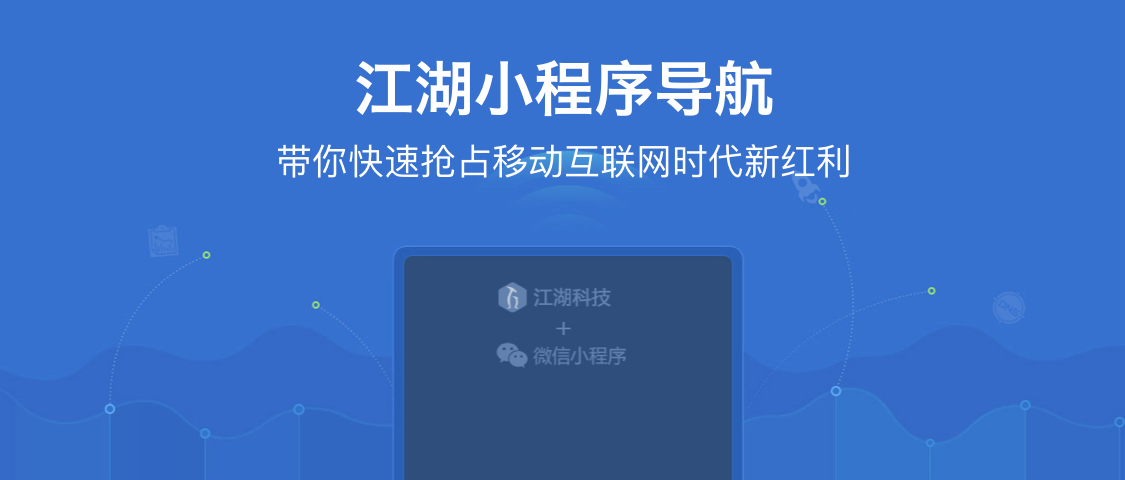 江湖小程序导航
带你快速抢占移动互联网时代新红利
江湖科技
+
微信小程序